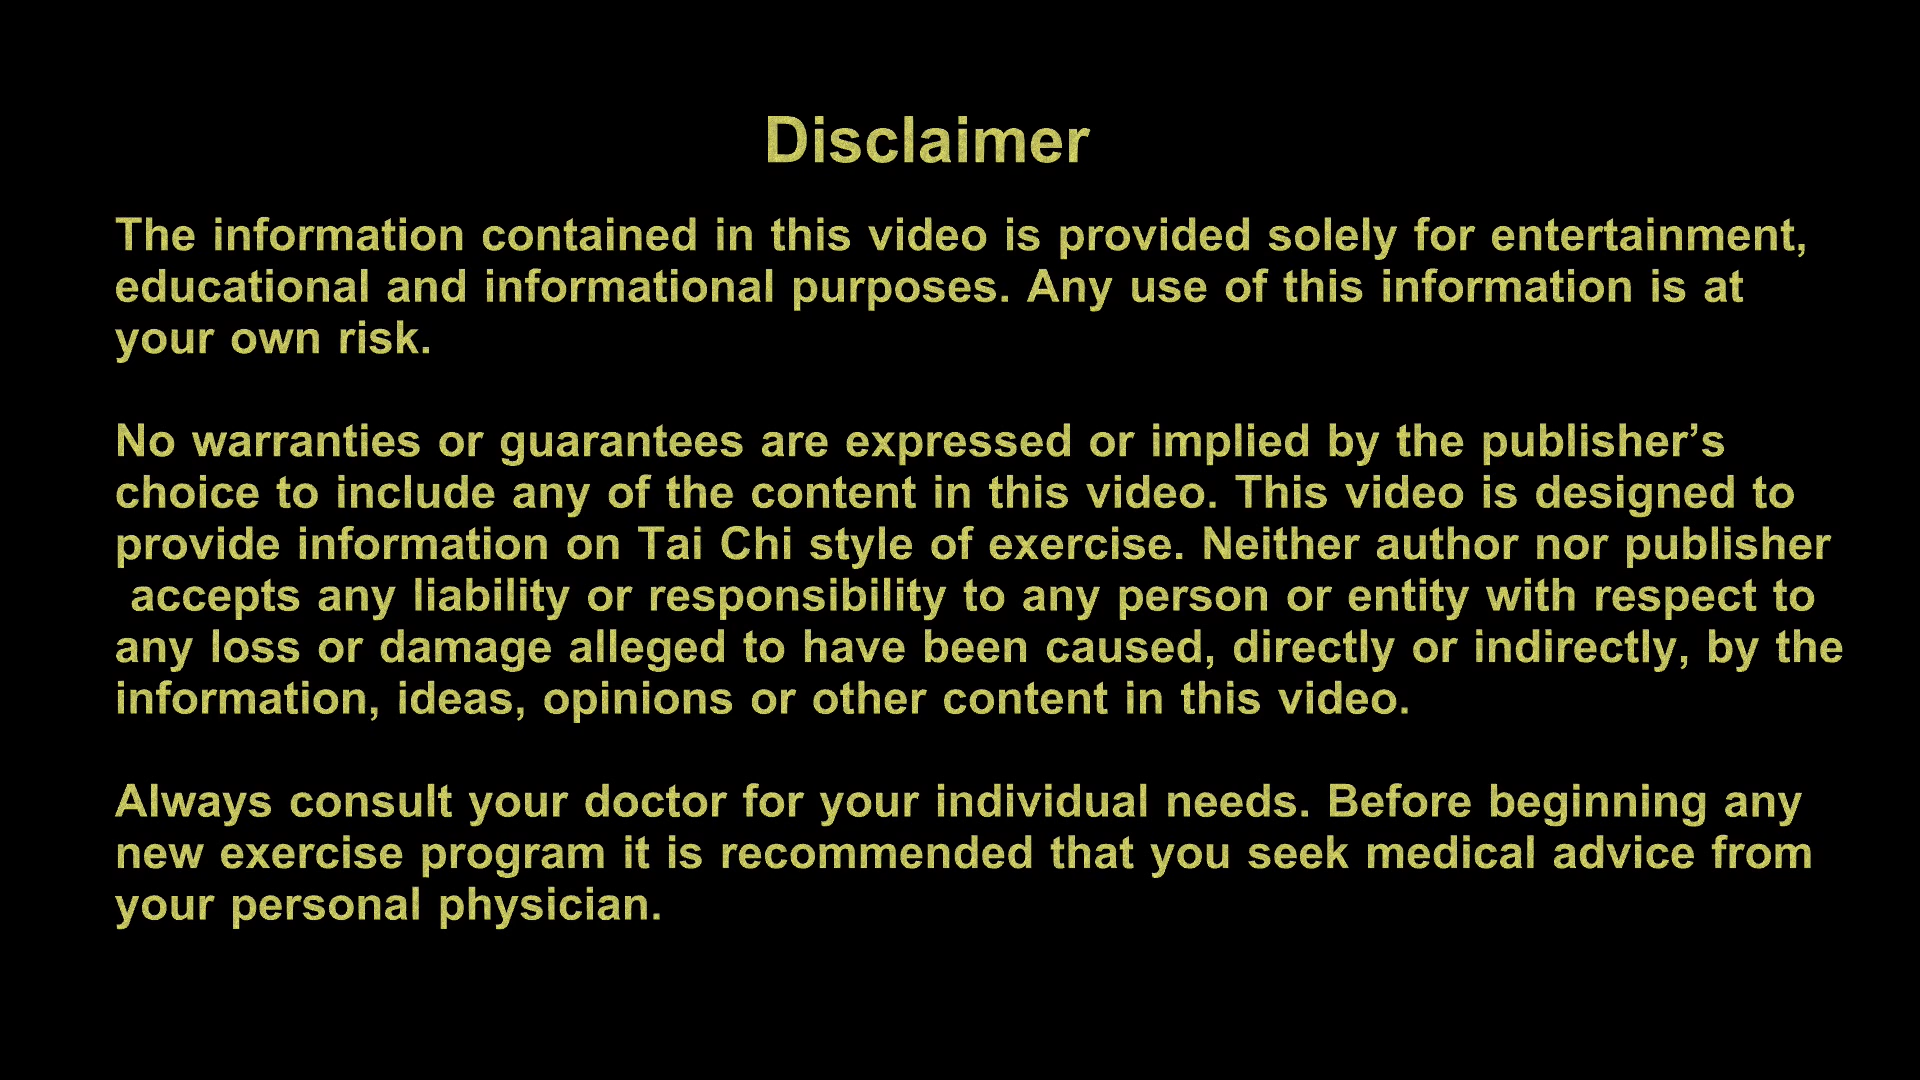 Disclaimer
The information contained in this video is provided solely for entertainment,
educational and informational purposes. Any use of this information is at
your own risk.
No warranties or guarantees are expressed or implied by the publisher’s
choice to include any of the content in this video. This video is designed to
provide information on Tai Chi style of exercise. Neither author nor publisher
accepts any liability or responsibility to any person or entity with respect to
any loss or damage alleged to have been caused, directly or indirectly, by the
information, ideas, opinions or other content in this video.
Always consult your doctor for your individual needs. Before beginning any
new exercise program it is recommended that you seek medical advice from
your personal physician.